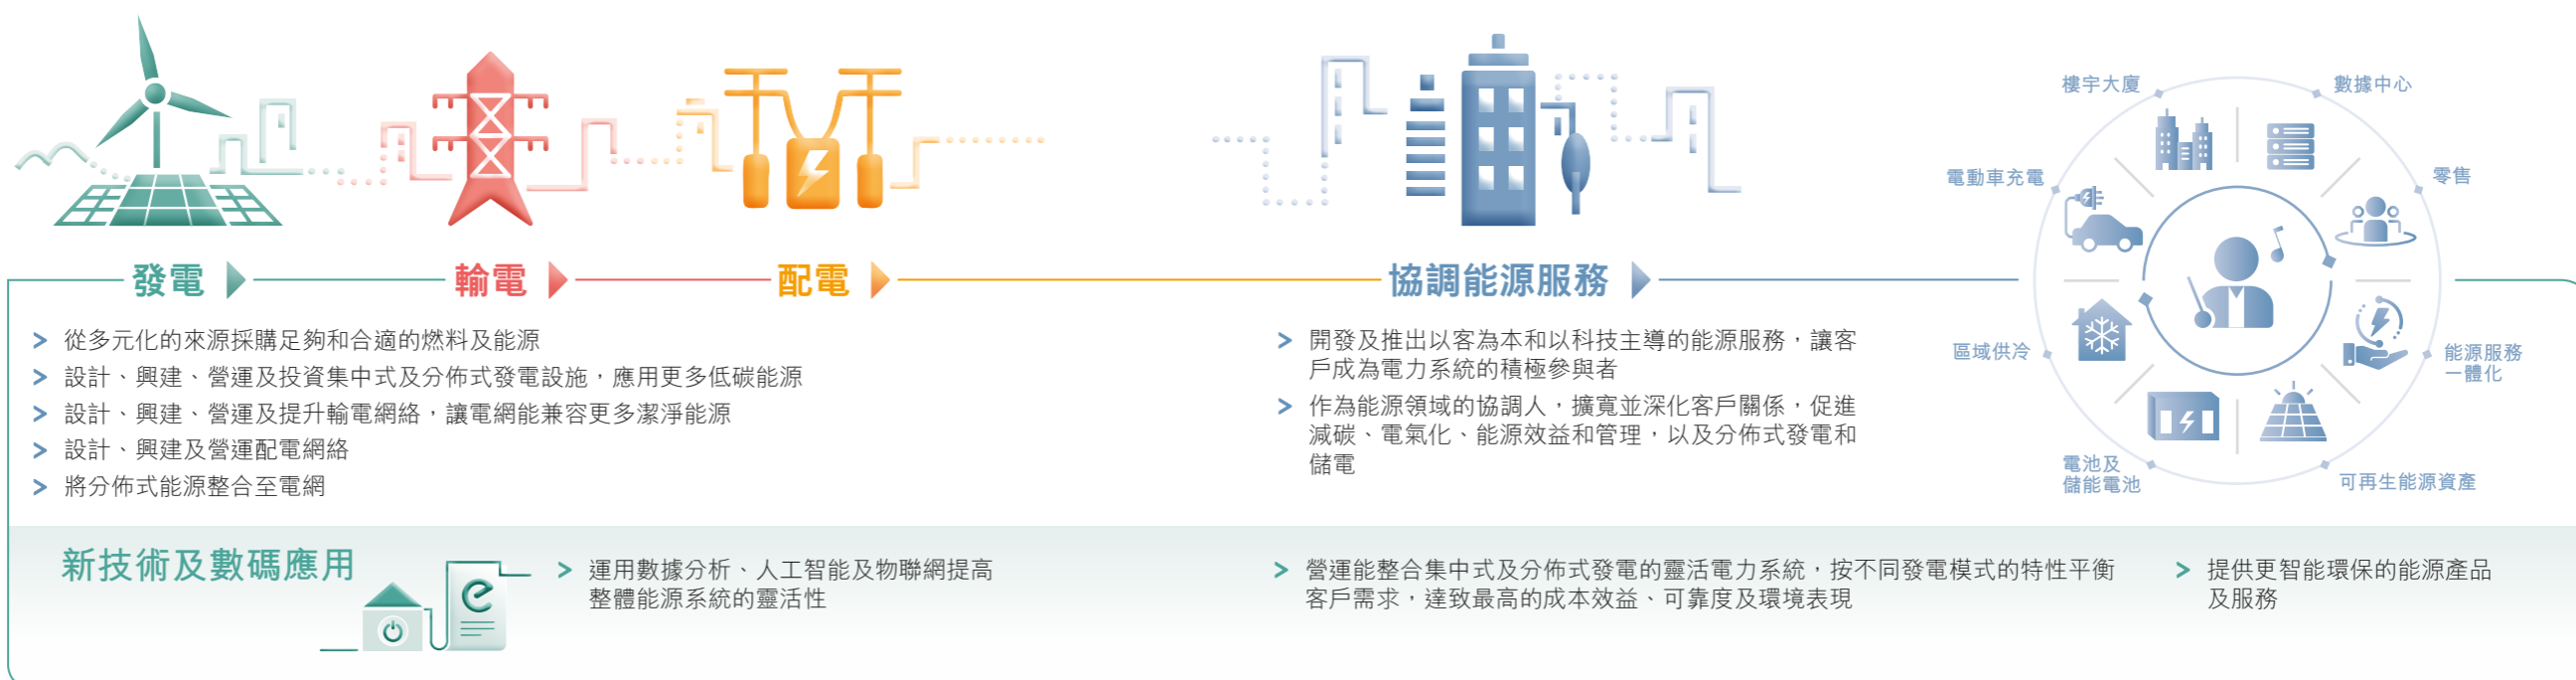 樓宇大廈
數據中心
電動車充電
零售
區域供冷
能源服務
一體化
電池及
儲能電池
可再生能源資產
發電
輸電
配電
協調能源服務
> 從多元化的來源採購足夠和合適的燃料及能源
> 設計、興建、營運及投資集中式及分佈式發電設施，應用更多低碳能源
> 設計、興建、營運及提升輸電網絡，讓電網能兼容更多潔淨能源
> 設計、興建及營運配電網絡
> 將分佈式能源整合至電網
> 開發及推出以客為本和以科技主導的能源服務，讓客
戶成為電力系統的積極參與者
> 作為能源領域的協調人，擴寬並深化客戶關係，促進
減碳、電氣化、能源效益和管理，以及分佈式發電和
儲電
新技術及數碼應用
e
> 運用數據分析、人工智能及物聯網提高
整體能源系統的靈活性
> 營運能整合集中式及分佈式發電的靈活電力系統，按不同發電模式的特性平衡
客戶需求，達致最高的成本效益、可靠度及環境表現
> 提供更智能環保的能源產品
及服務